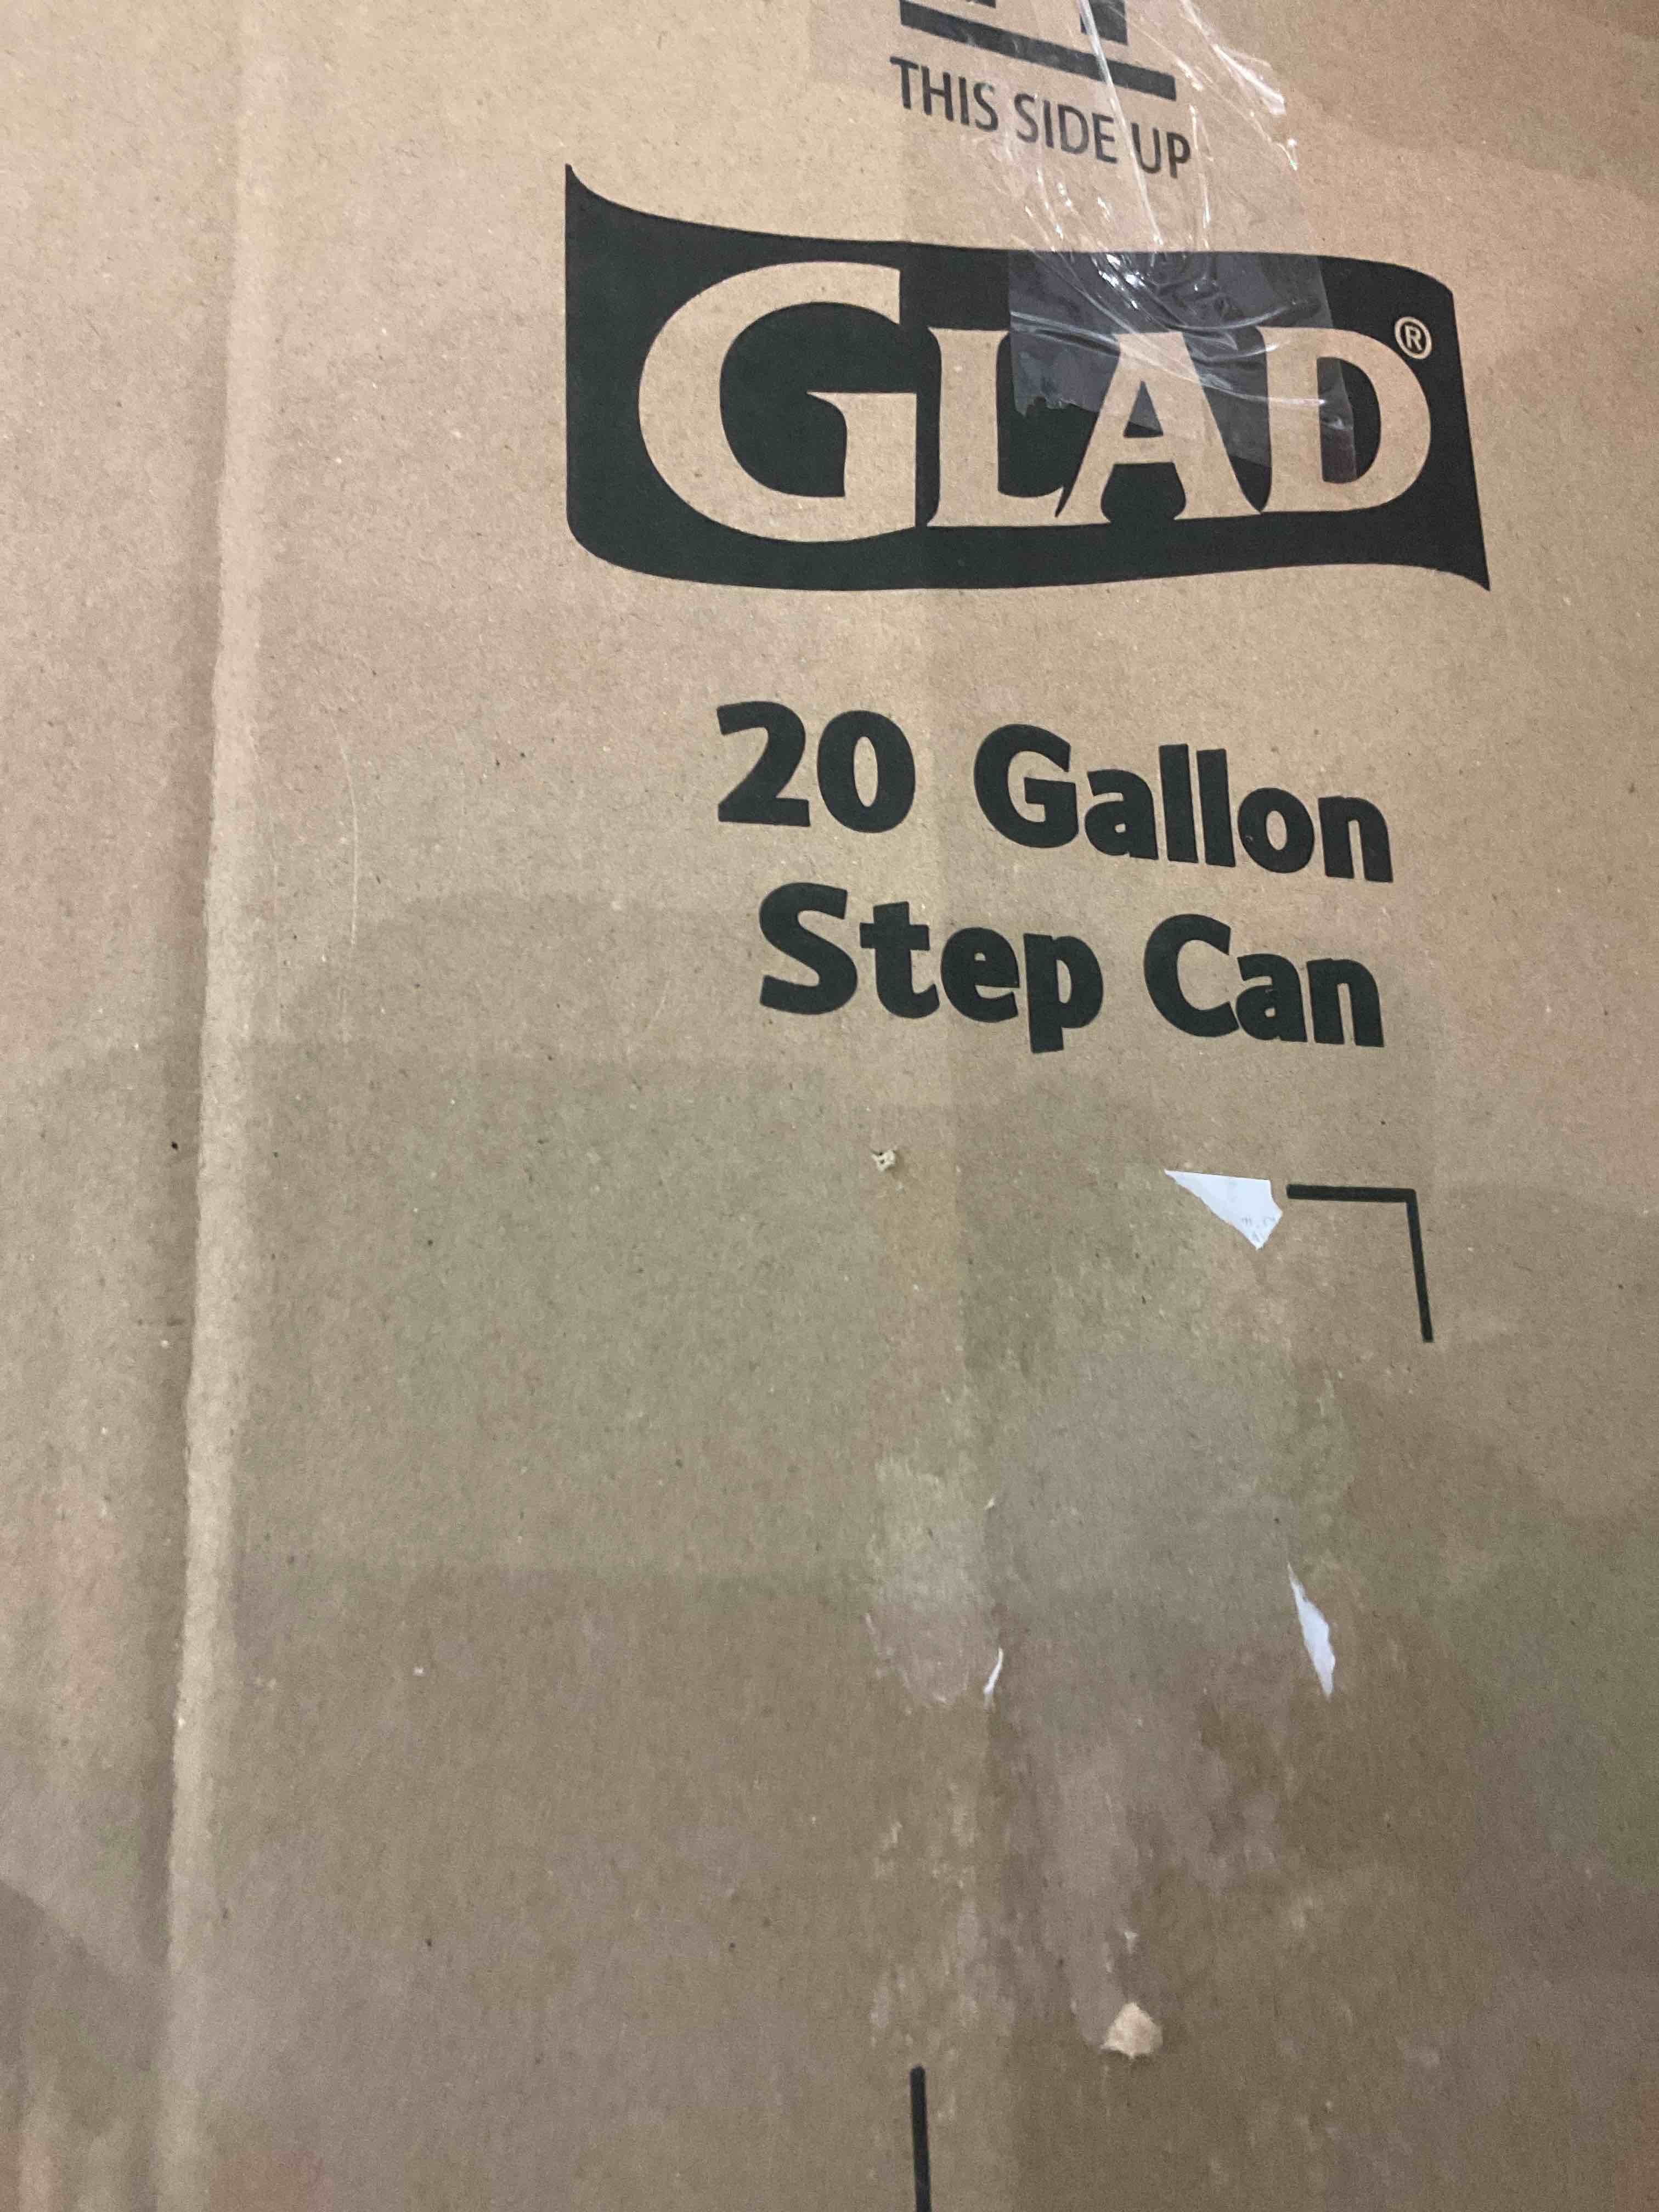 THIS SIDE UP
GLAD®
20 Gallon
Step Can